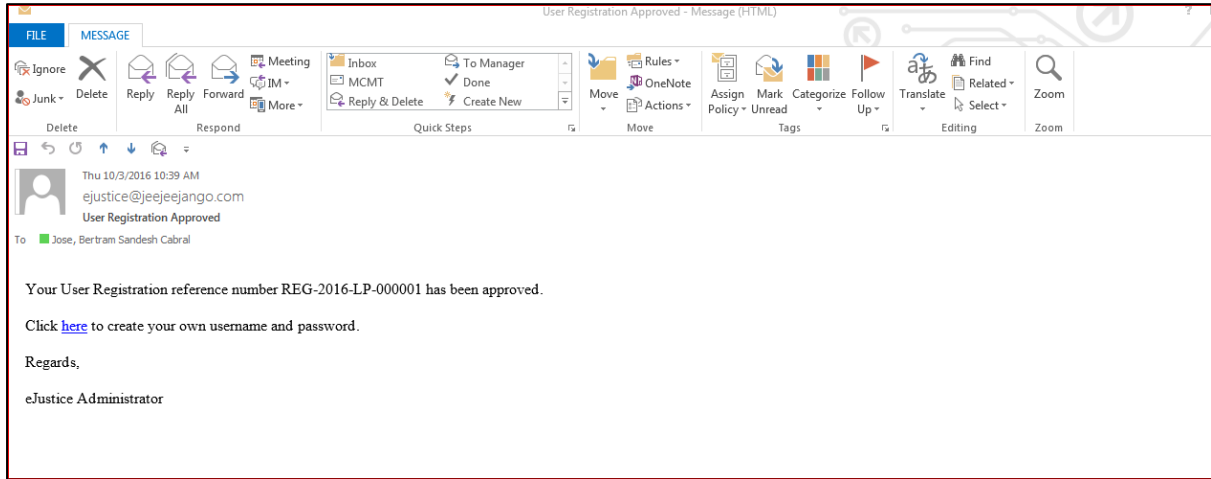 User Registration Approved - Message (HTML)
?
FILE MESSAGE
Ignore
Junk
Delete
Reply
Reply All
Forward
Meeting
IM
More
Inbox
MCMT
Reply & Delete
To Manager
Done
Create New
Move
Rules
OneNote
Actions
Assign Policy
Mark Unread
Categorize
Follow Up
Translate
Find
Related
Select
Zoom
Delete Respond Quick Steps Move Tags Editing Zoom
Thu 10/3/2016 10:39 AM
ejustice@jeejeejango.com
User Registration Approved
To Jose, Bertram Sandesh Cabral
Your User Registration reference number REG-2016-LP-000001 has been approved.
Click here to create your own username and password.
Regards,
eJustice Administrator